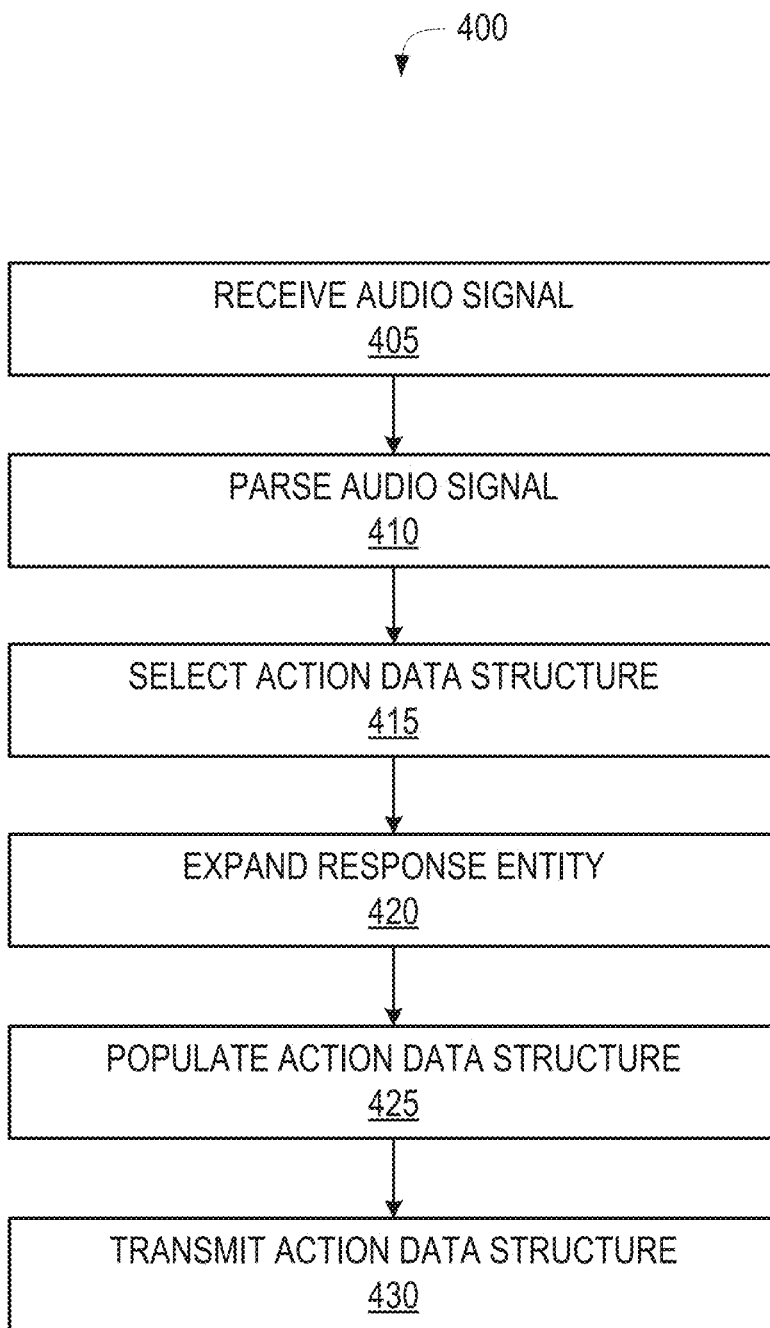 400
RECEIVE AUDIO SIGNAL
405
PARSE AUDIO SIGNAL
410
SELECT ACTION DATA STRUCTURE
415
EXPAND RESPONSE ENTITY
420
POPULATE ACTION DATA STRUCTURE
425
TRANSMIT ACTION DATA STRUCTURE
430